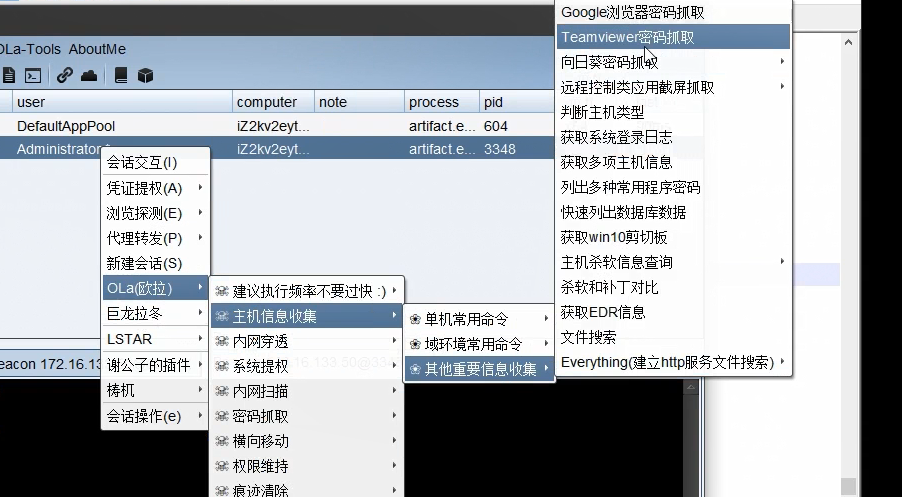 OLa-Tools AboutMe
user computer note process pid
DefaultAppPool iZ2kv2eyt... artifact.e... 604
Administrator * iZ2kv2eyt... artifact.e... 3348
会话交互(I)
凭证提权(A)
浏览探测(E)
代理转发(P)
新建会话(S)
OLa(欧拉)
巨龙拉冬
LSTAR
谢公子的插件
梼杌
会话操作(e)
建议执行频率不要过快 :)
主机信息收集
内网穿透
系统提权
内网扫描
密码抓取
横向移动
权限维持
痕迹清除
单机常用命令
域环境常用命令
其他重要信息收集
Google浏览器密码抓取
Teamviewer密码抓取
向日葵密码抓取
远程控制类应用截屏抓取
判断主机类型
获取系统登录日志
获取多项主机信息
列出多种常用程序密码
快速列出数据库数据
获取win10剪切板
主机杀软信息查询
杀软和补丁对比
获取EDR信息
文件搜索
Everything(建立http服务文件搜索)
eacon 172.16.13